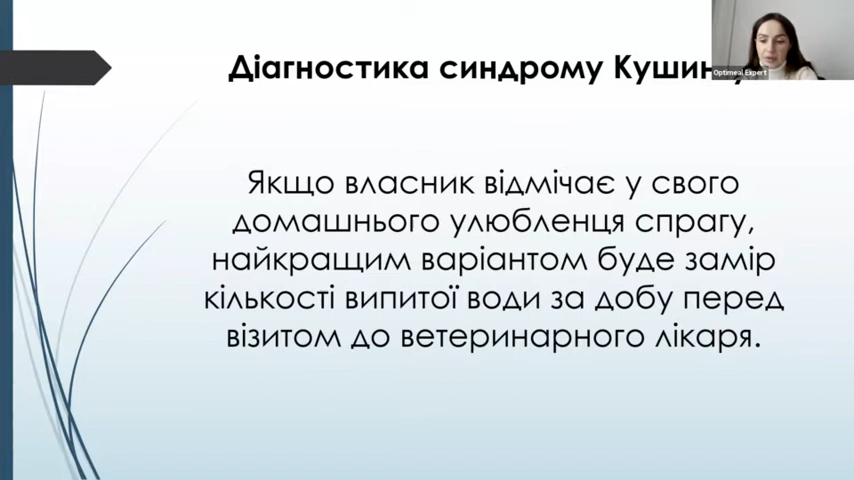 Діагностика синдрому
Optimeal Expert
Якщо власник відмічає у свого
домашнього улюбленця спрагу,
найкращим варіантом буде замір
кількості випитої води за добу перед
візитом до ветеринарного лікаря.